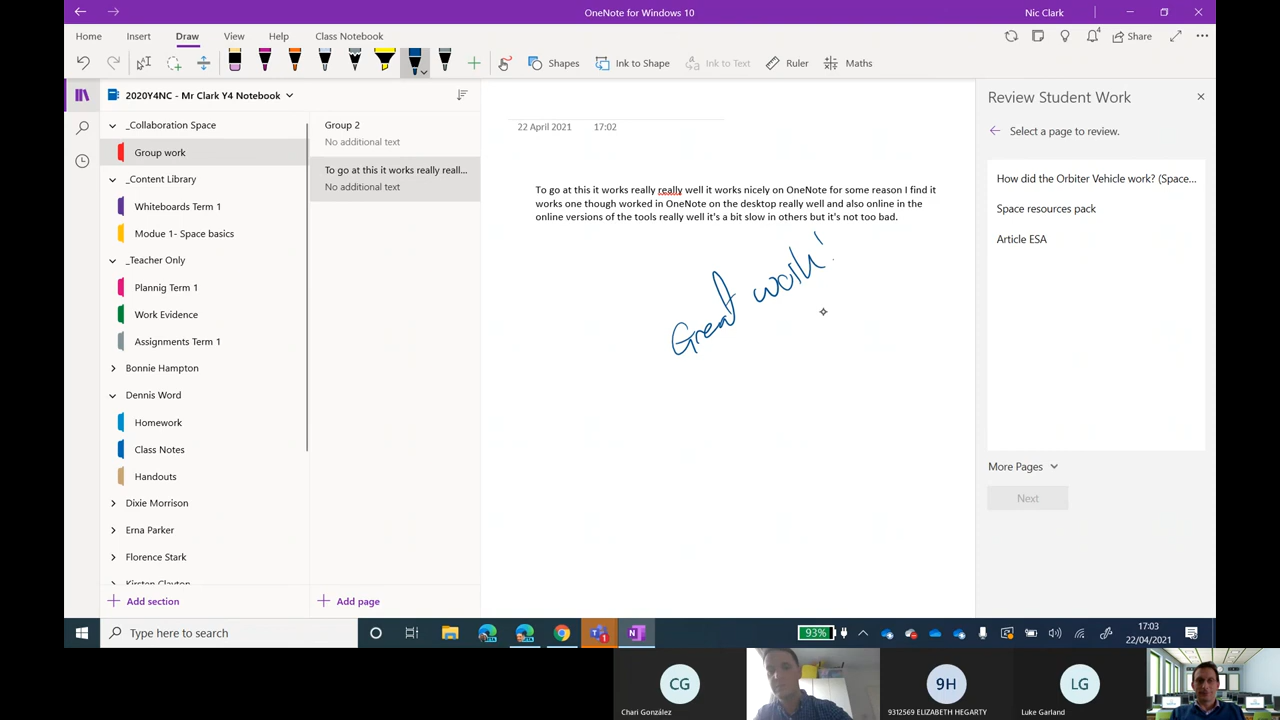 OneNote for Windows 10
Nic Clark
Home
Insert
Draw
View
Help
Class Notebook
Share
Shapes
Ink to Shape
Ink to Text
Ruler
Maths
2020Y4NC - Mr Clark Y4 Notebook
_Collaboration Space
Group work
_Content Library
Whiteboards Term 1
Modue 1- Space basics
_Teacher Only
Plannig Term 1
Work Evidence
Assignments Term 1
Bonnie Hampton
Dennis Word
Homework
Class Notes
Handouts
Dixie Morrison
Erna Parker
Florence Stark
Kirsten Clayton
Add section
Group 2
No additional text
To go at this it works really reall...
No additional text
Add page
22 April 2021 17:02
To go at this it works really really well it works nicely on OneNote for some reason I find it
works one though worked in OneNote on the desktop really well and also online in the
online versions of the tools really well it's a bit slow in others but it's not too bad.
Great work!
Review Student Work
Select a page to review.
How did the Orbiter Vehicle work? (Space...
Space resources pack
Article ESA
More Pages
Next
Type here to search
93%
17:03
22/04/2021
CG
Chari González
9H
9312569 ELIZABETH HEGARTY
LG
Luke Garland